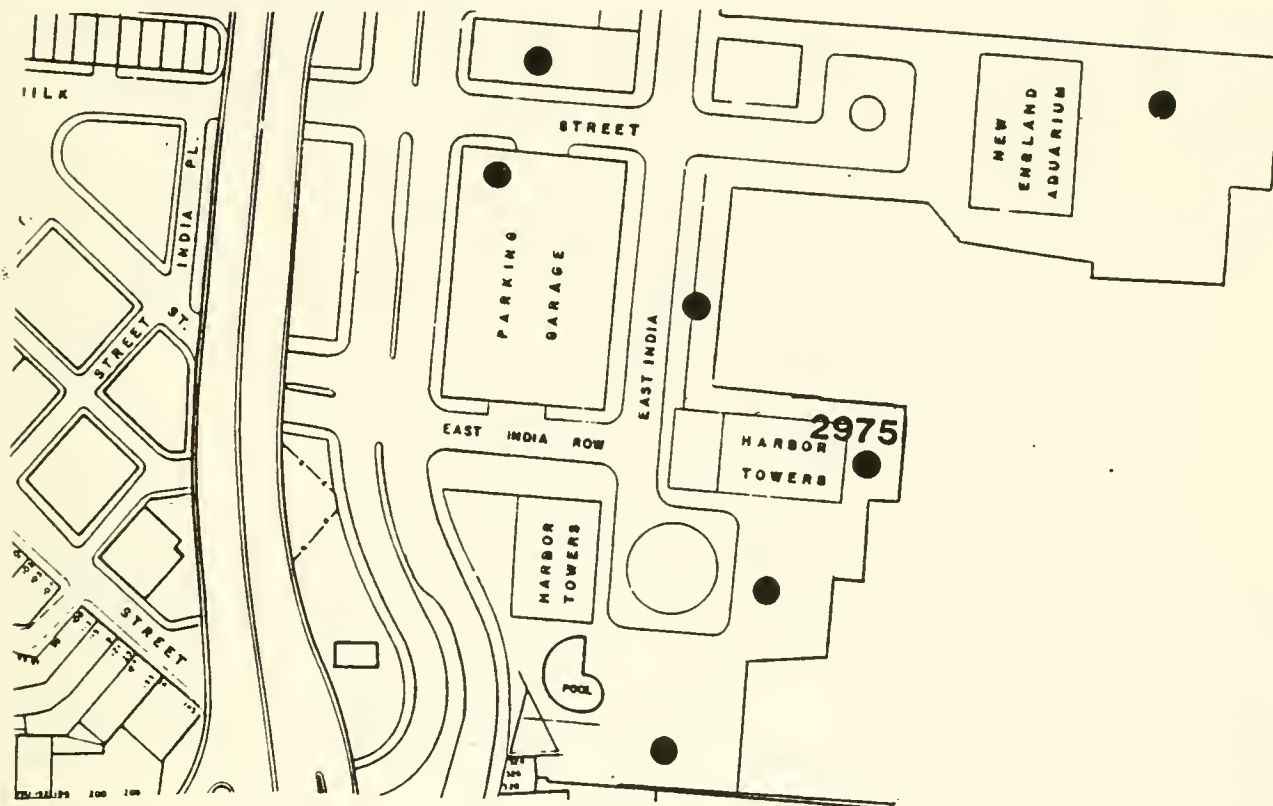 STREET
INDIA PL.
NEW
ENGLAND
AQUARIUM
PARKING
GARAGE
STREET
ST.
EAST INDIA
EAST INDIA ROW
2975
HARBOR
TOWERS
HARBOR
TOWERS
STREET
POOL